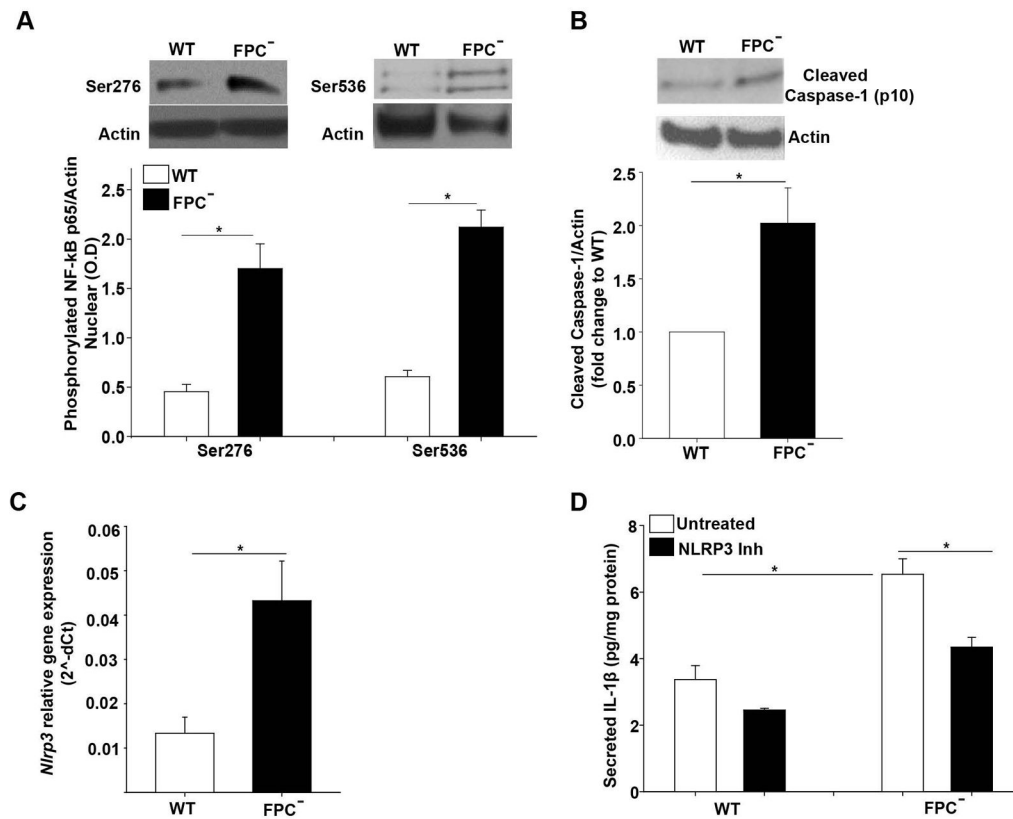 A
WT FPC⁻
Ser276
Actin
WT FPC⁻
Ser536
Actin
WT
FPC⁻
Phosphorylated NF-kB p65/Actin
Nuclear (O.D)
2.5
2.0
1.5
1.0
0.5
0.0
*
*
Ser276 Ser536
B
WT FPC⁻
Cleaved
Caspase-1 (p10)
Actin
Cleaved Caspase-1/Actin
(fold change to WT)
2.5
2.0
1.5
1.0
0.5
0.0
*
WT FPC⁻
C
Nlrp3 relative gene expression
(2^-dCt)
0.06
0.05
0.04
0.03
0.02
0.01
*
WT FPC⁻
D
Untreated
NLRP3 Inh
Secreted IL-1β (pg/mg protein)
8
6
4
2
0
*
*
WT FPC⁻